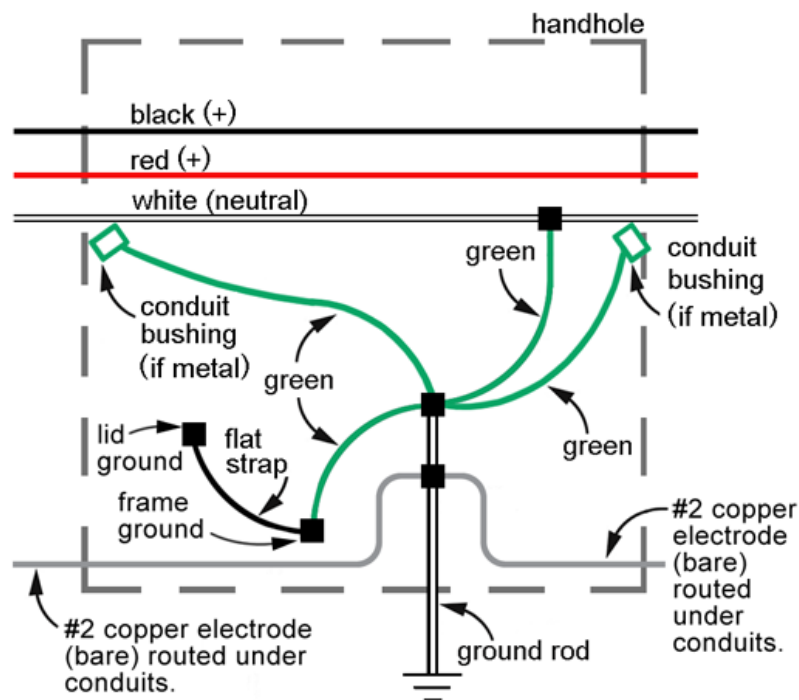 handhole
black (+)
red (+)
white (neutral)
green
conduit
bushing
(if metal)
conduit
bushing
(if metal)
green
green
lid
ground
flat
strap
frame
ground
#2 copper
electrode
(bare)
routed
under
conduits.
#2 copper electrode
(bare) routed under
conduits.
ground rod